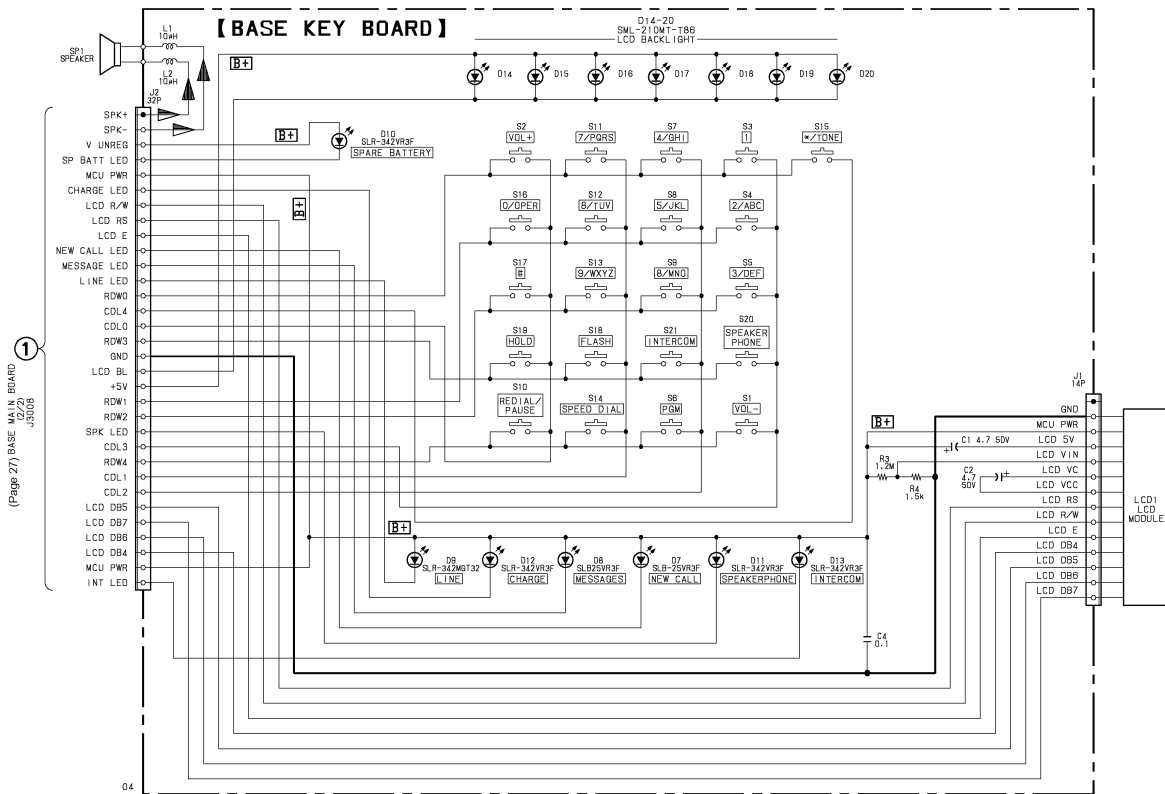 【BASE KEY BOARD】
SP1
SPEAKER
L1
10µH
L2
10µH
J2
32P
B+
D14-20
SML-210MT-T86
LCD BACKLIGHT
D14
D15
D16
D17
D18
D19
D20
SPK+
SPK-
V UNREG
SP BATT LED
MCU PWR
CHARGE LED
LCD R/W
LCD RS
LCD E
NEW CALL LED
MESSAGE LED
LINE LED
RDW0
CDL4
CDL0
RDW3
GND
LCD BL
+5V
RDW1
RDW2
SPK LED
CDL3
RDW4
CDL1
CDL2
LCD DB5
LCD DB7
LCD DB6
LCD DB4
MCU PWR
INT LED
1
(Page 27) BASE MAIN BOARD
(2/2)
J3008
B+
D10
SLR-342VR3F
SPARE BATTERY
B+
S2
VOL+
S11
7/PQRS
S7
4/GHI
S3
1
S15
*/TONE
S16
0/OPER
S12
8/TUV
S8
5/JKL
S4
2/ABC
S17
#
S13
9/WXYZ
S9
8/MNO
S5
3/DEF
S19
HOLD
S18
FLASH
S21
INTERCOM
S20
SPEAKER
PHONE
S10
REDIAL/
PAUSE
S14
SPEED DIAL
S6
PGM
S1
VOL-
B+
D9
SLR-342MGT32
LINE
D12
SLR-342VR3F
CHARGE
D8
SLB25VR3F
MESSAGES
D7
SLB-25VR3F
NEW CALL
D11
SLR-342VR3F
SPEAKERPHONE
D13
SLR-342VR3F
INTERCOM
B+
C1 4.7 50V
+
R3
1.2M
R4
1.5k
C2
4.7
50V
+
C4
0.1
J1
14P
GND
MCU PWR
LCD 5V
LCD VIN
LCD VC
LCD VCC
LCD RS
LCD R/W
LCD E
LCD DB4
LCD DB5
LCD DB6
LCD DB7
LCD1
LCD
MODULE
04